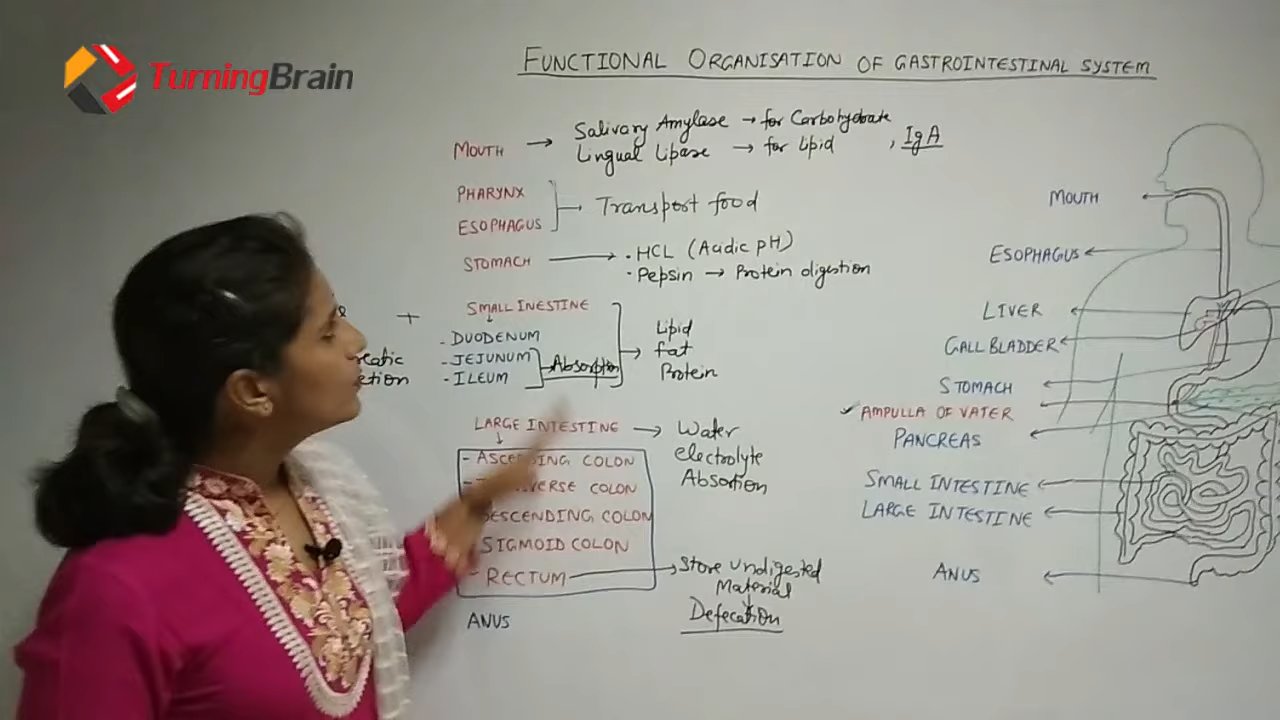 TurningBrain
FUNCTIONAL ORGANISATION OF GASTROINTESTINAL SYSTEM
MOUTH → Salivary Amylase → for Carbohydrate
Lingual Lipase → for Lipid , IgA
PHARYNX
ESOPHAGUS → Transport food
STOMACH → · HCL (Acidic pH)
· Pepsin → Protein digestion
+ SMALL INESTINE
- DUODENUM
- JEJUNUM
- ILEUM
Absorption
Lipid
fat
Protein
LARGE INTESTINE → Water
electrolyte
Absortion
- ASCENDING COLON
COLON
DESCENDING COLON
SIGMOID COLON
- RECTUM → Store undigested
Material
Defecation
ANUS
MOUTH
ESOPHAGUS
LIVER
GALL BLADDER
STOMACH
AMPULLA OF VATER
PANCREAS
SMALL INTESTINE
LARGE INTESTINE
ANUS